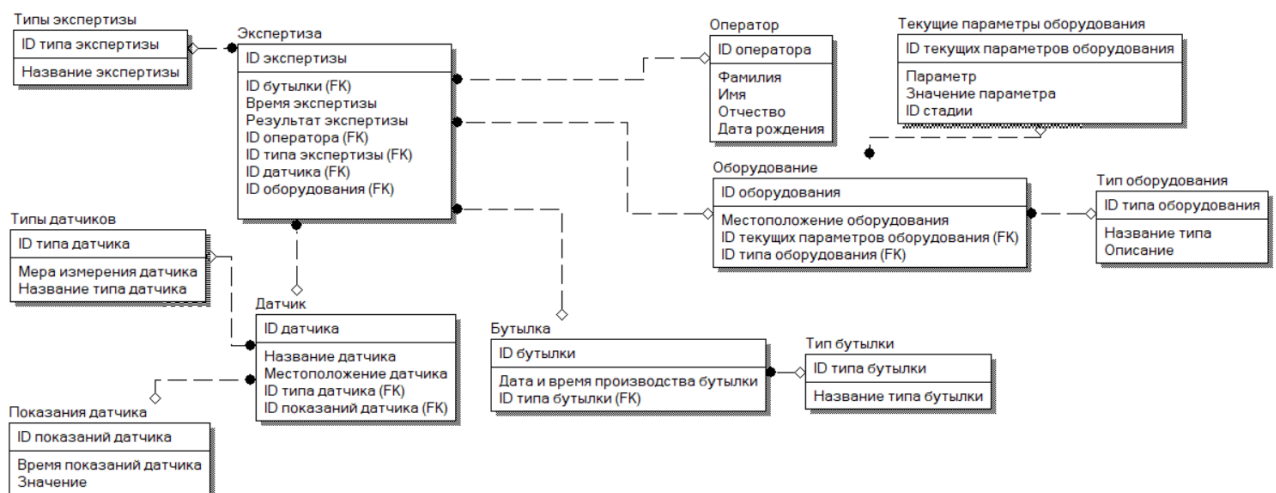 Типы экспертизы
ID типа экспертизы
Название экспертизы
Экспертиза
ID экспертизы
ID бутылки (FK)
Время экспертизы
Результат экспертизы
ID оператора (FK)
ID типа экспертизы (FK)
ID датчика (FK)
ID оборудования (FK)
Оператор
ID оператора
Фамилия
Имя
Отчество
Дата рождения
Текущие параметры оборудования
ID текущих параметров оборудования
Параметр
Значение параметра
ID стадии
Оборудование
ID оборудования
Местоположение оборудования
ID текущих параметров оборудования (FK)
ID типа оборудования (FK)
Тип оборудования
ID типа оборудования
Название типа
Описание
Типы датчиков
ID типа датчика
Мера измерения датчика
Название типа датчика
Датчик
ID датчика
Название датчика
Местоположение датчика
ID типа датчика (FK)
ID показаний датчика (FK)
Бутылка
ID бутылки
Дата и время производства бутылки
ID типа бутылки (FK)
Тип бутылки
ID типа бутылки
Название типа бутылки
Показания датчика
ID показаний датчика
Время показаний датчика
Значение